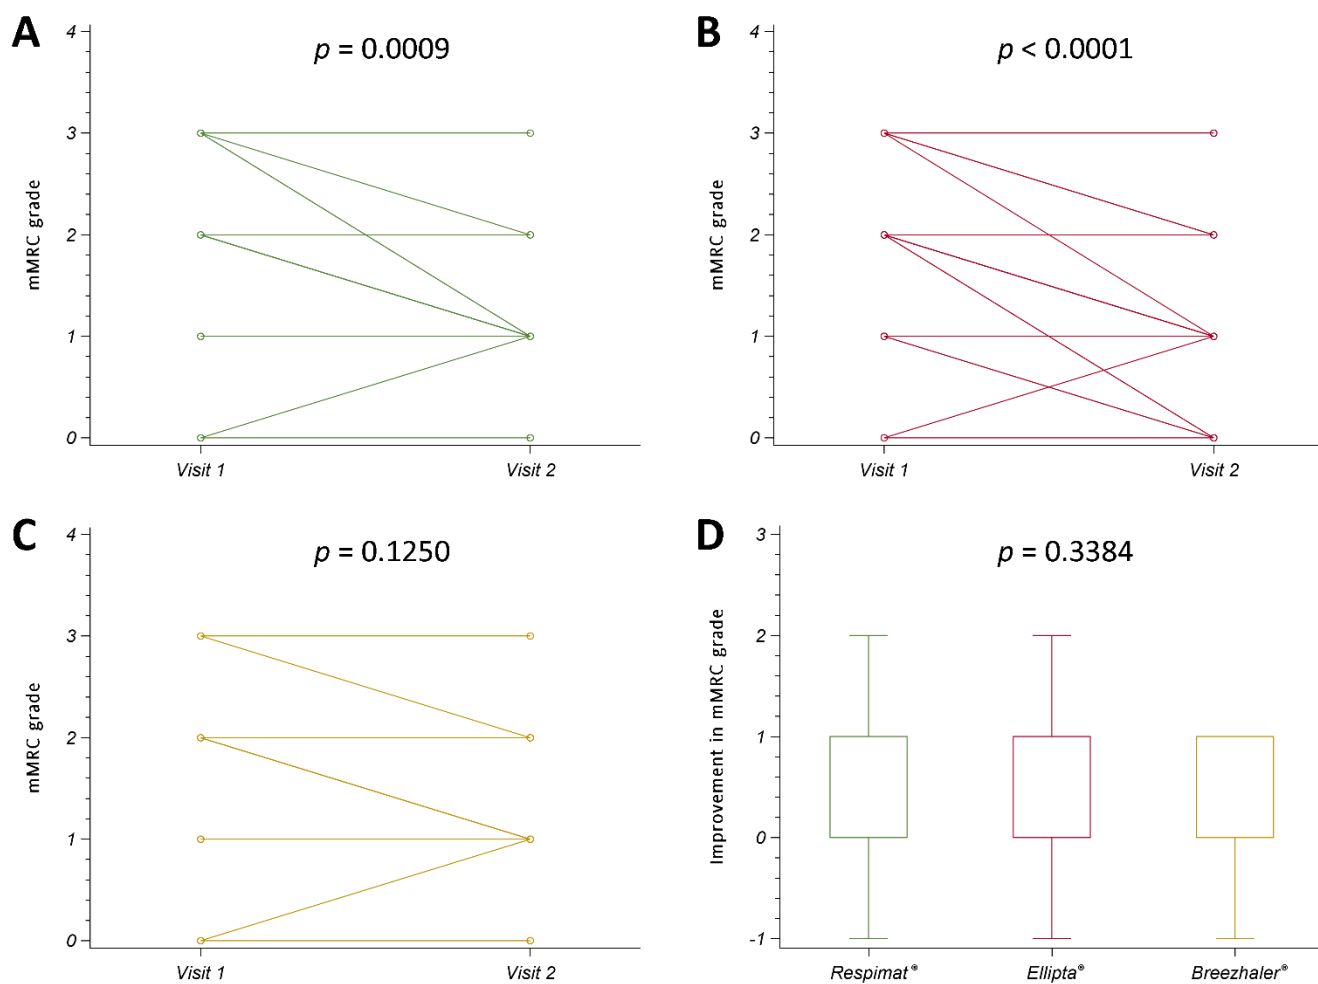 A
p = 0.0009
4
3
2
1
0
mMRC grade
Visit 1
Visit 2
B
p < 0.0001
4
3
2
1
0
mMRC grade
Visit 1
Visit 2
C
p = 0.1250
4
3
2
1
0
mMRC grade
Visit 1
Visit 2
D
p = 0.3384
3
2
1
0
-1
Improvement in mMRC grade
Respimat®
Ellipta®
Breezhaler®